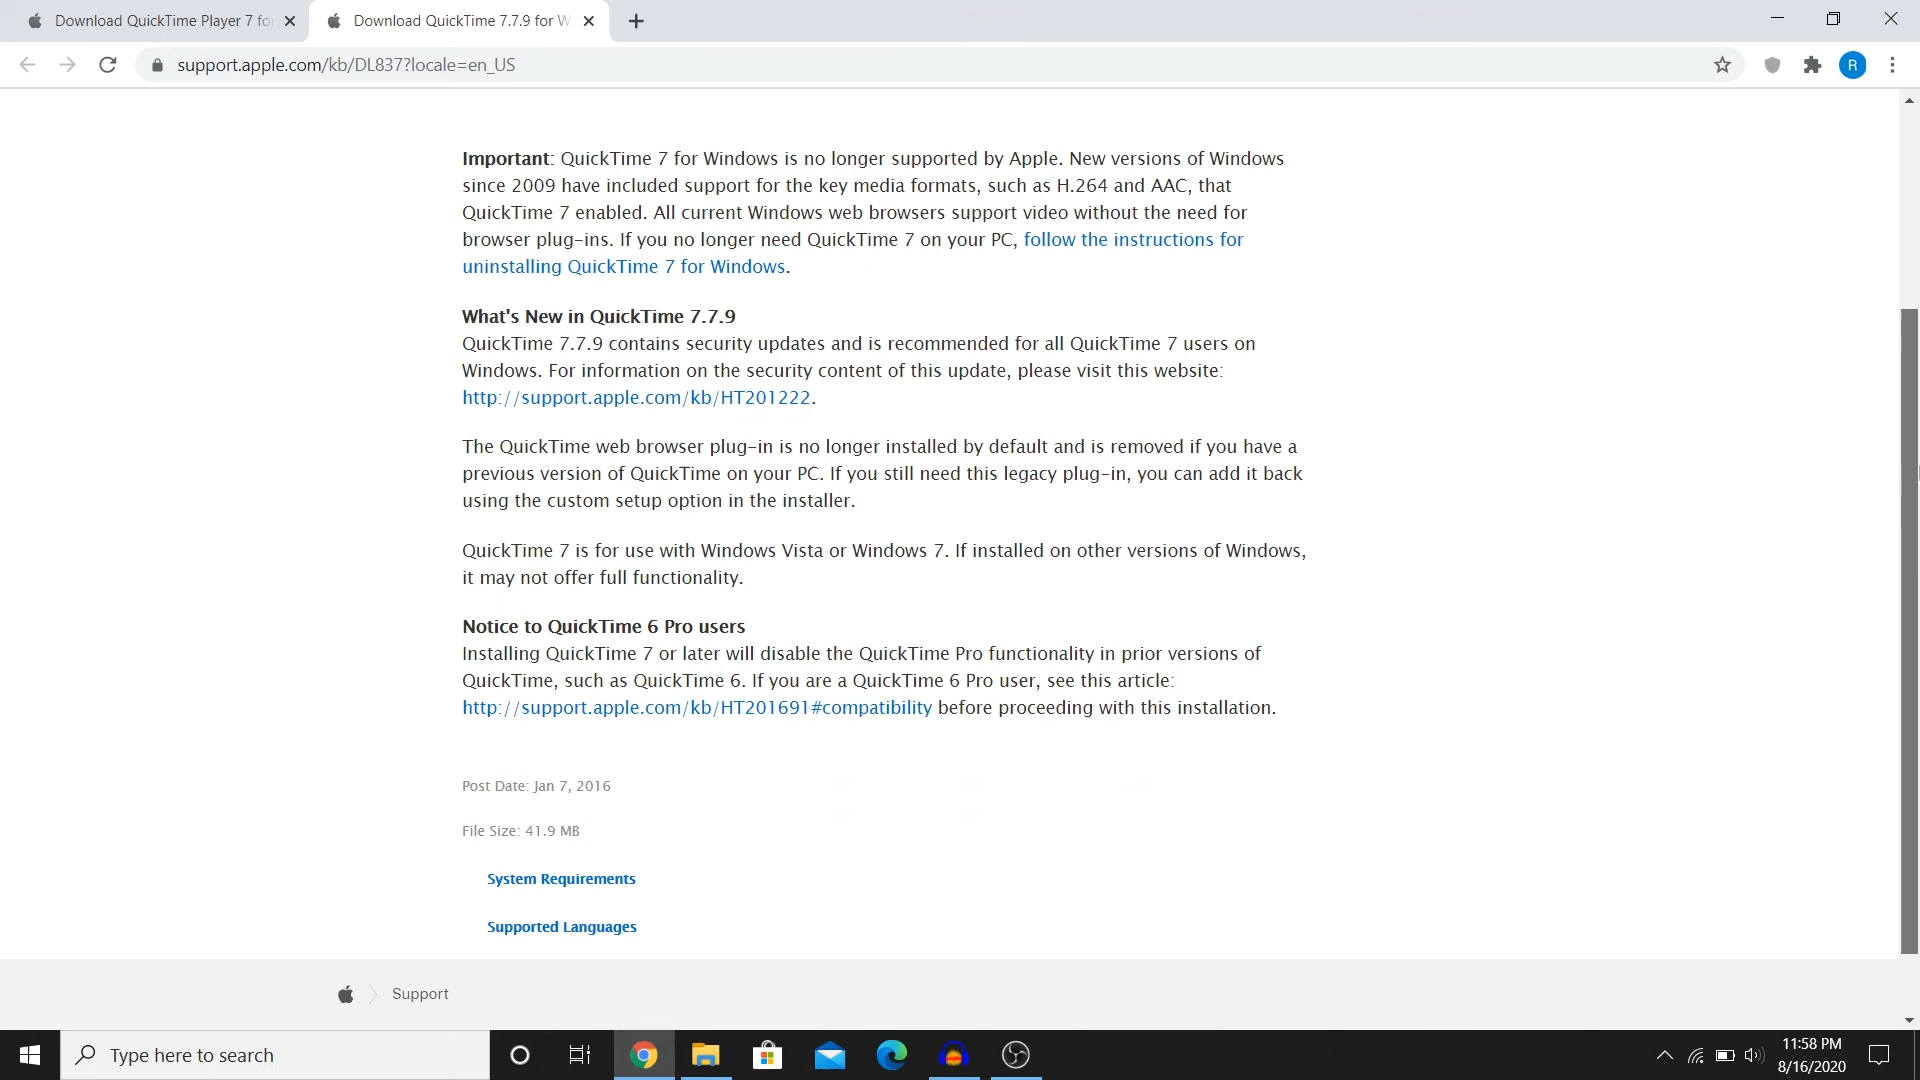 Download QuickTime Player 7 fo
Download QuickTime 7.7.9 for W
support.apple.com/kb/DL837?locale=en_US
R
Important: QuickTime 7 for Windows is no longer supported by Apple. New versions of Windows
since 2009 have included support for the key media formats, such as H.264 and AAC, that
QuickTime 7 enabled. All current Windows web browsers support video without the need for
browser plug-ins. If you no longer need QuickTime 7 on your PC, follow the instructions for
uninstalling QuickTime 7 for Windows.
What's New in QuickTime 7.7.9
QuickTime 7.7.9 contains security updates and is recommended for all QuickTime 7 users on
Windows. For information on the security content of this update, please visit this website:
http://support.apple.com/kb/HT201222.
The QuickTime web browser plug-in is no longer installed by default and is removed if you have a
previous version of QuickTime on your PC. If you still need this legacy plug-in, you can add it back
using the custom setup option in the installer.
QuickTime 7 is for use with Windows Vista or Windows 7. If installed on other versions of Windows,
it may not offer full functionality.
Notice to QuickTime 6 Pro users
Installing QuickTime 7 or later will disable the QuickTime Pro functionality in prior versions of
QuickTime, such as QuickTime 6. If you are a QuickTime 6 Pro user, see this article:
http://support.apple.com/kb/HT201691#compatibility before proceeding with this installation.
Post Date: Jan 7, 2016
File Size: 41.9 MB
System Requirements
Supported Languages
Support
Type here to search
11:58 PM
8/16/2020